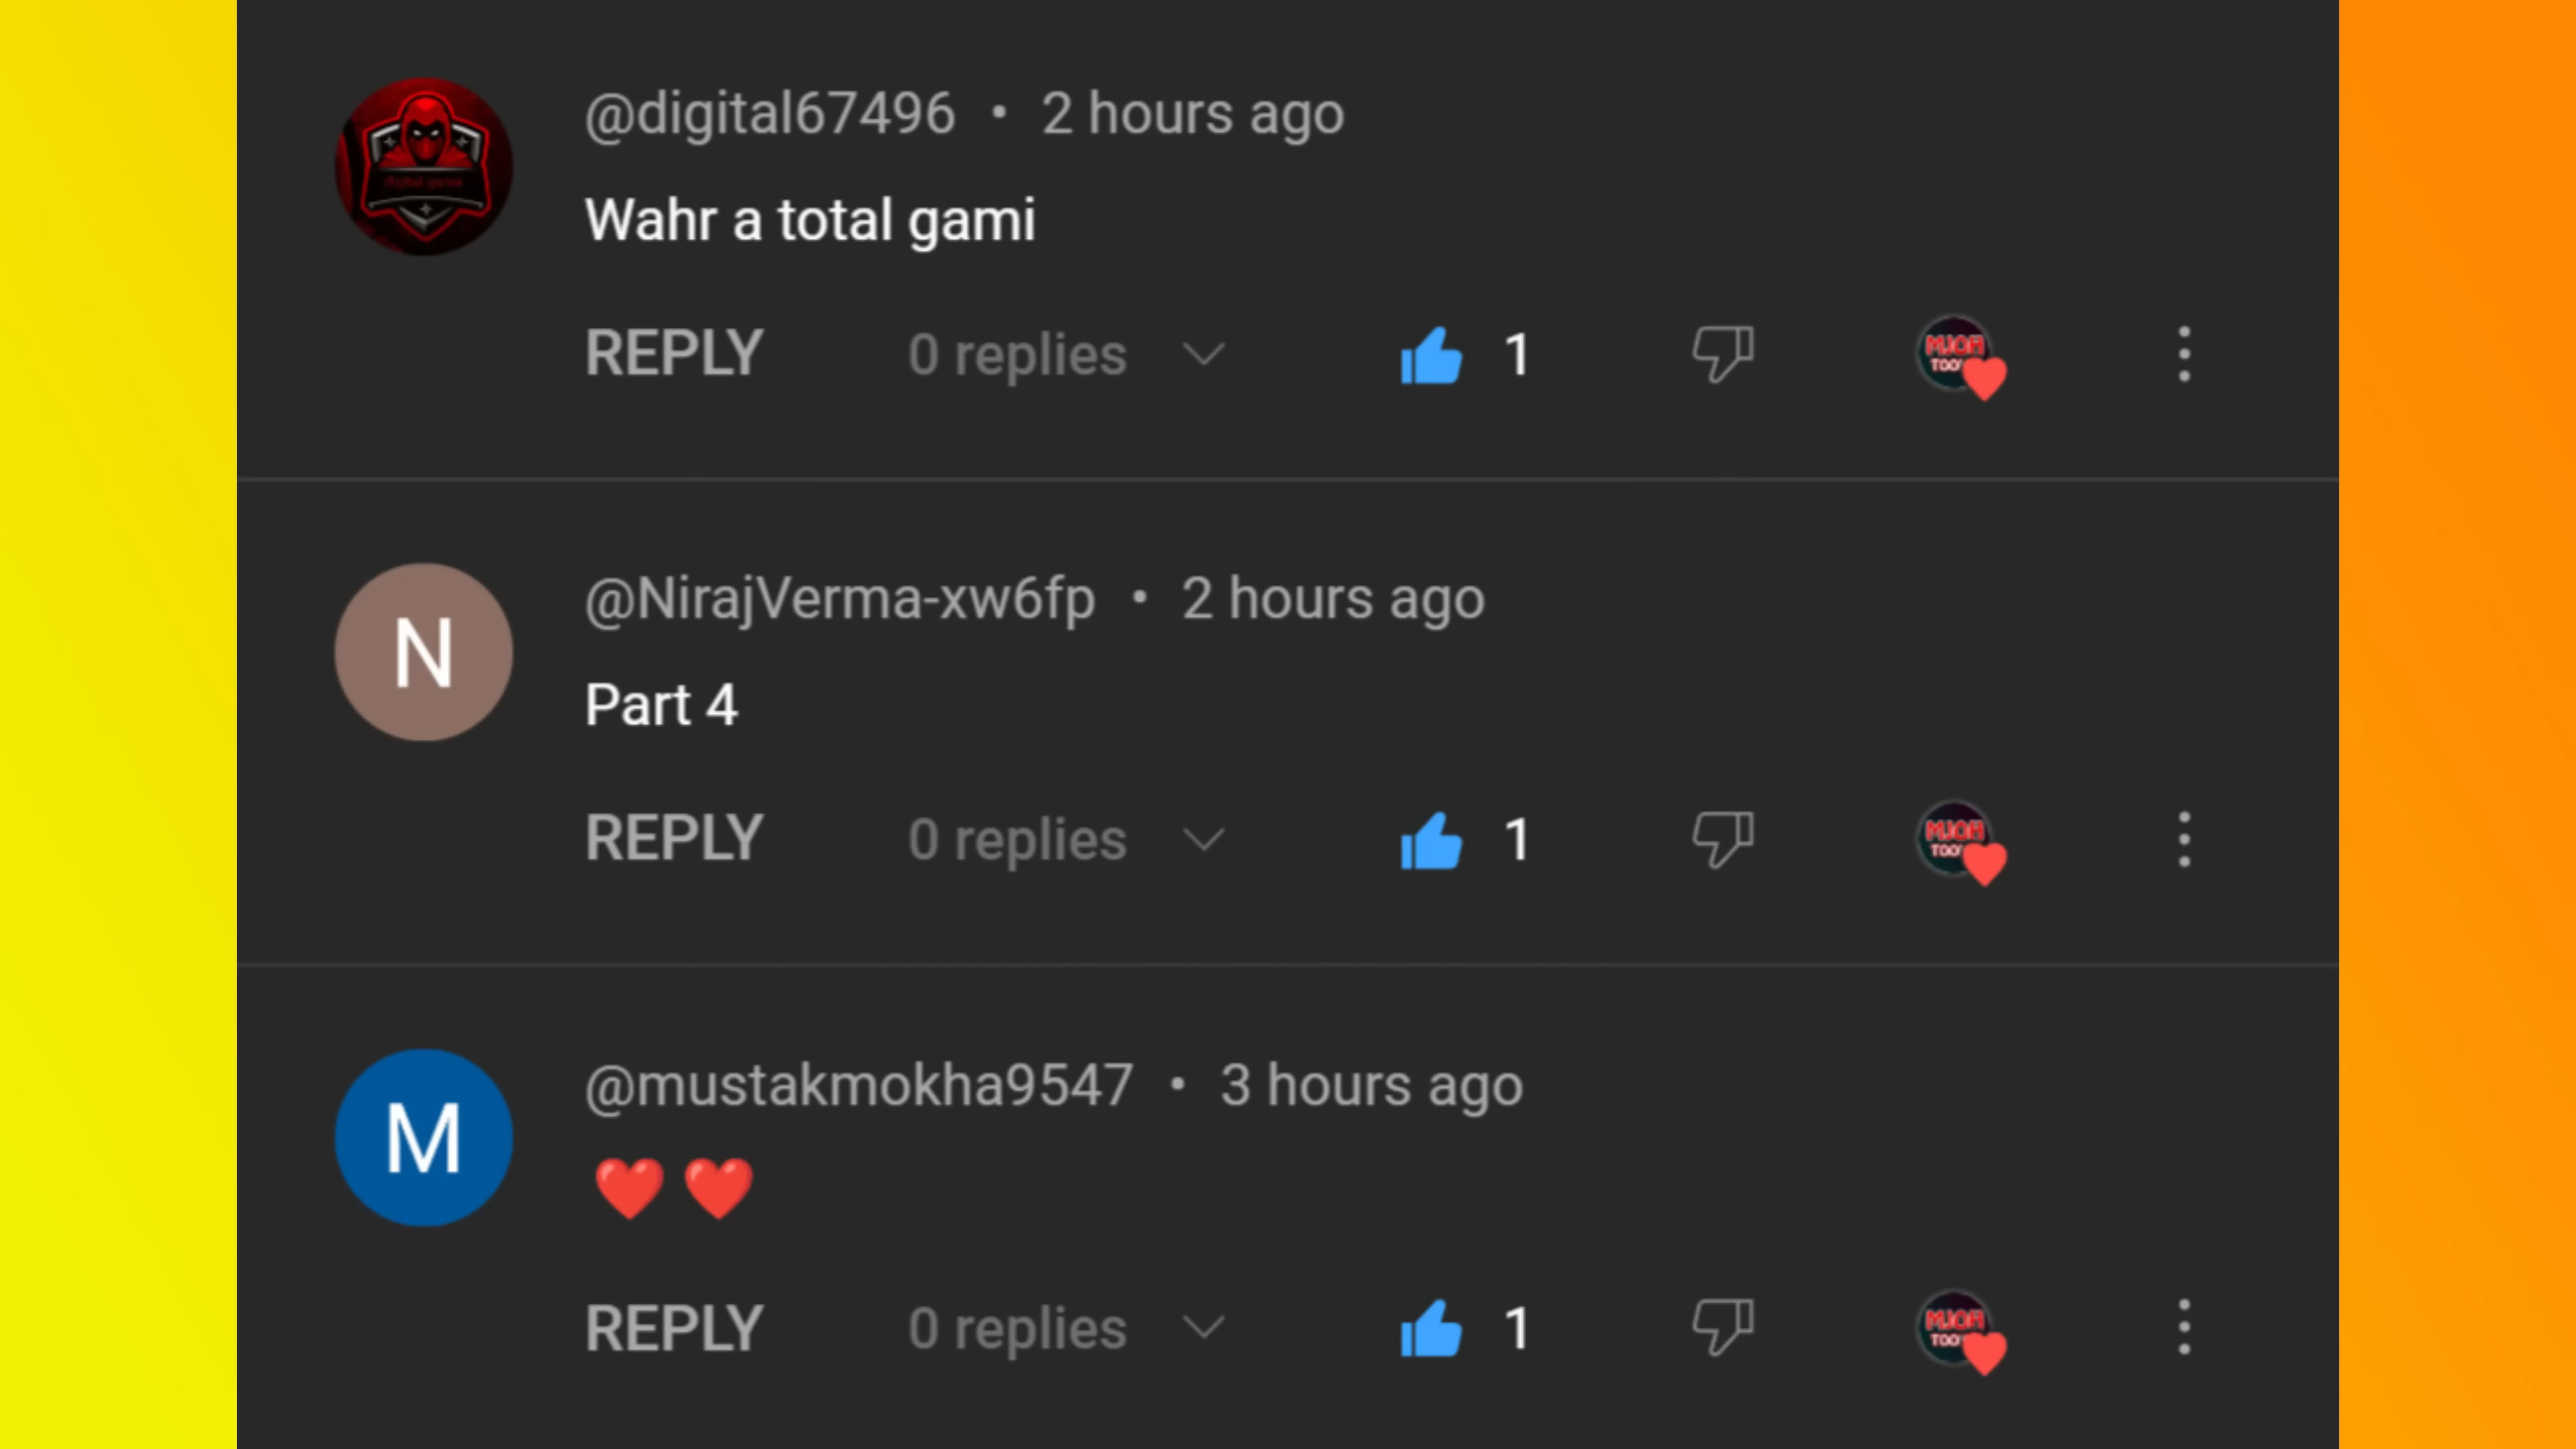 @digital67496 • 2 hours ago
Wahr a total gami
REPLY 0 replies 1
N
@NirajVerma-xw6fp • 2 hours ago
Part 4
REPLY 0 replies 1
M
@mustakmokha9547 • 3 hours ago
❤️❤️
REPLY 0 replies 1